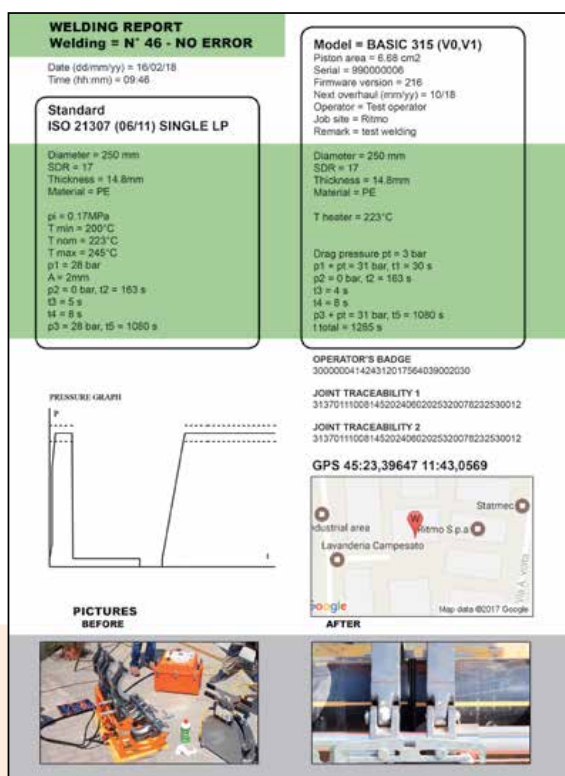 WELDING REPORT
Welding = N° 46 - NO ERROR
Date (dd/mm/yy) = 16/02/18
Time (hh:mm) = 09:46
Standard
ISO 21307 (06/11) SINGLE LP
Diameter = 250 mm
SDR = 17
Thickness = 14.8mm
Material = PE
pi = 0.17MPa
T min = 200°C
T nom = 223°C
T max = 245°C
p1 = 28 bar
A = 2mm
p2 = 0 bar, t2 = 163 s
t3 = 5 s
t4 = 8 s
p3 = 28 bar, t5 = 1080 s
Model = BASIC 315 (V0,V1)
Piston area = 6.68 cm2
Serial = 990000006
Firmware version = 216
Next overhaul (mm/yy) = 10/18
Operator = Test operator
Job site = Ritmo
Remark = test welding
Diameter = 250 mm
SDR = 17
Thickness = 14.8mm
Material = PE
T heater = 223°C
Drag pressure pt = 3 bar
p1 + pt = 31 bar, t1 = 30 s
p2 = 0 bar, t2 = 163 s
t3 = 4 s
t4 = 8 s
p3 + pt = 31 bar, t5 = 1080 s
t total = 1285 s
OPERATOR'S BADGE
300000041424312017564039002030
JOINT TRACEABILITY 1
31370111008145202406020253200782325300​12
JOINT TRACEABILITY 2
3137011100814520240602025320078232530012
GPS 45:23,39647 11:43,0569
PRESSURE GRAPH
P
t
dustrial area
Statmec
W
Ritmo S.p.a
Lavanderia Campesato
Via A. Volta
Google
Map data ©2017 Google
PICTURES
BEFORE
AFTER